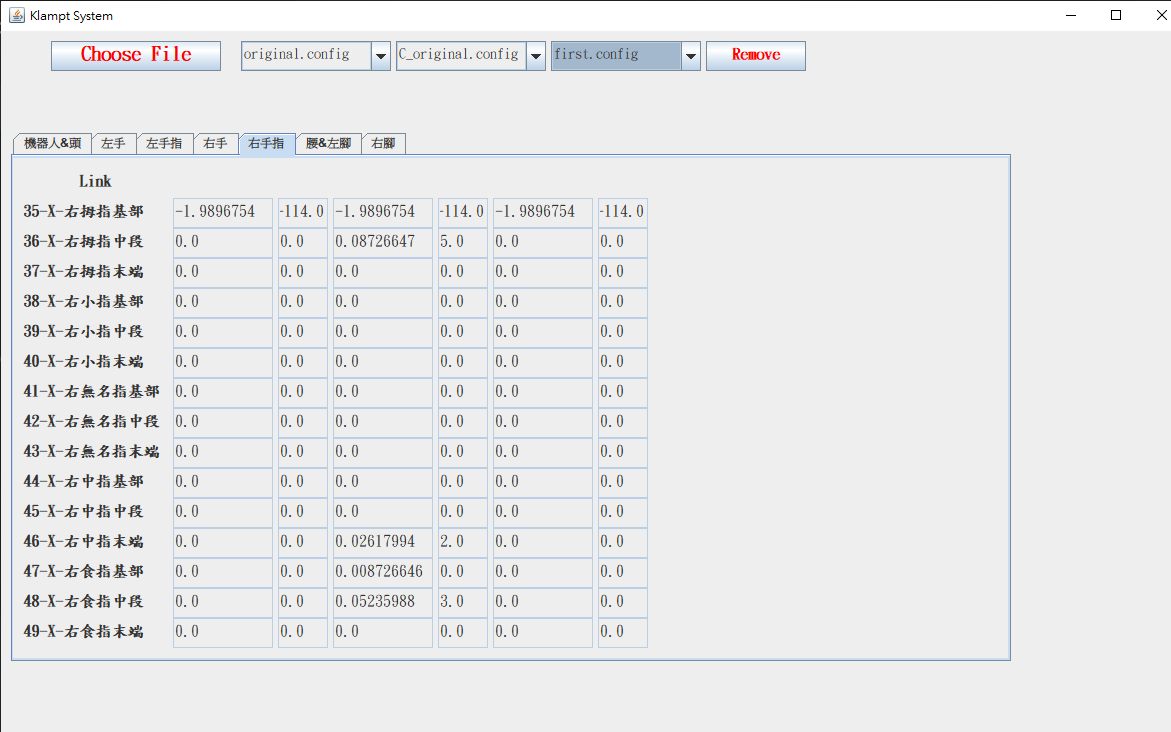 Klampt System
Choose File original.config C_original.config first.config Remove
機器人&頭 左手 左手指 右手 右手指 腰&左腳 右腳
Link
35-X-右拇指基部 -1.9896754 -114.0 -1.9896754 -114.0 -1.9896754 -114.0
36-X-右拇指中段 0.0 0.0 0.08726647 5.0 0.0 0.0
37-X-右拇指末端 0.0 0.0 0.0 0.0 0.0 0.0
38-X-右小指基部 0.0 0.0 0.0 0.0 0.0 0.0
39-X-右小指中段 0.0 0.0 0.0 0.0 0.0 0.0
40-X-右小指末端 0.0 0.0 0.0 0.0 0.0 0.0
41-X-右無名指基部 0.0 0.0 0.0 0.0 0.0 0.0
42-X-右無名指中段 0.0 0.0 0.0 0.0 0.0 0.0
43-X-右無名指末端 0.0 0.0 0.0 0.0 0.0 0.0
44-X-右中指基部 0.0 0.0 0.0 0.0 0.0 0.0
45-X-右中指中段 0.0 0.0 0.0 0.0 0.0 0.0
46-X-右中指末端 0.0 0.0 0.02617994 2.0 0.0 0.0
47-X-右食指基部 0.0 0.0 0.008726646 0.0 0.0 0.0
48-X-右食指中段 0.0 0.0 0.05235988 3.0 0.0 0.0
49-X-右食指末端 0.0 0.0 0.0 0.0 0.0 0.0